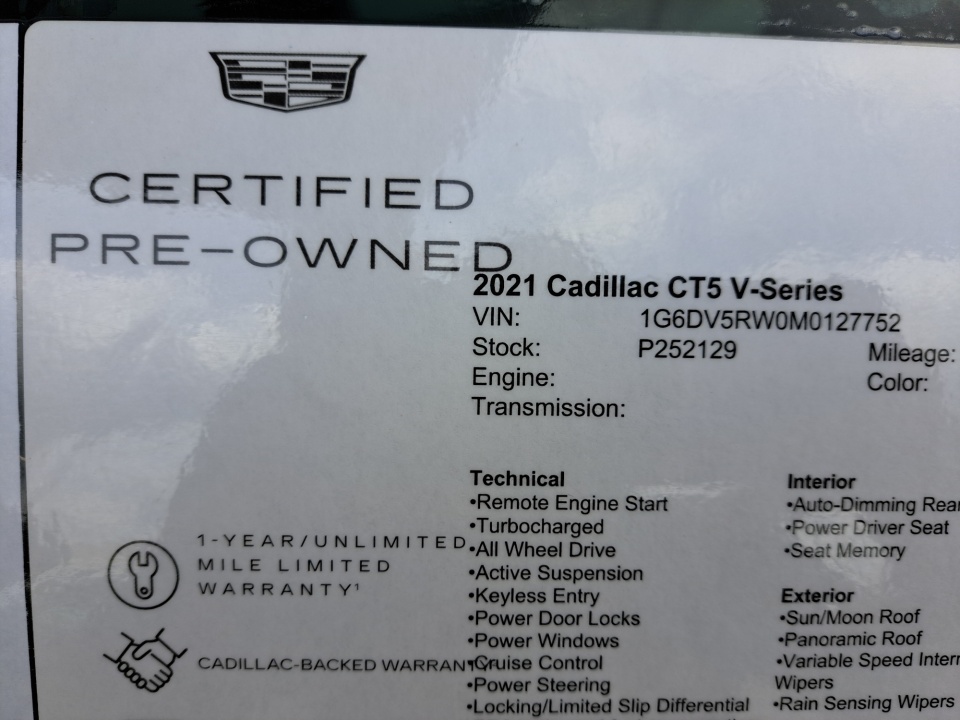 CERTIFIED
PRE-OWNED
2021 Cadillac CT5 V-Series
VIN: 1G6DV5RW0M0127752
Stock: P252129 Mileage:
Engine: Color:
Transmission:
Technical
•Remote Engine Start
•Turbocharged
•All Wheel Drive
•Active Suspension
•Keyless Entry
•Power Door Locks
•Power Windows
•Cruise Control
•Power Steering
•Locking/Limited Slip Differential
Interior
•Auto-Dimming Rear
•Power Driver Seat
•Seat Memory
Exterior
•Sun/Moon Roof
•Panoramic Roof
•Variable Speed Interm
Wipers
•Rain Sensing Wipers
1-YEAR/UNLIMITED
MILE LIMITED
WARRANTY¹
CADILLAC-BACKED WARRANTY